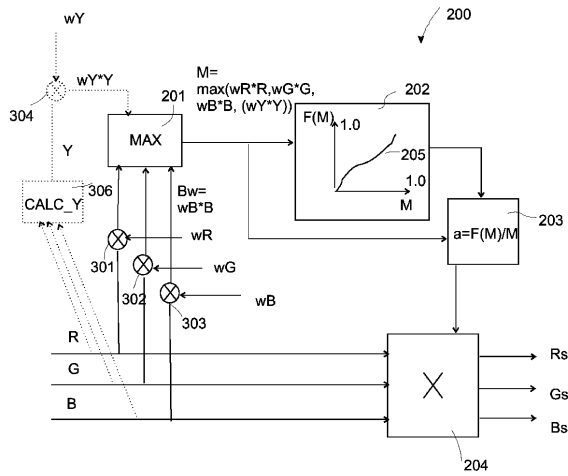 wY
200
304
wY*Y
201
M=
max(wR*R,wG*G,
wB*B, (wY*Y))
202
F(M)
1.0
205
1.0
M
MAX
Y
306
CALC_Y
Bw=
wB*B
203
a=F(M)/M
301
wR
302
wG
303
wB
R
G
B
X
204
Rs
Gs
Bs